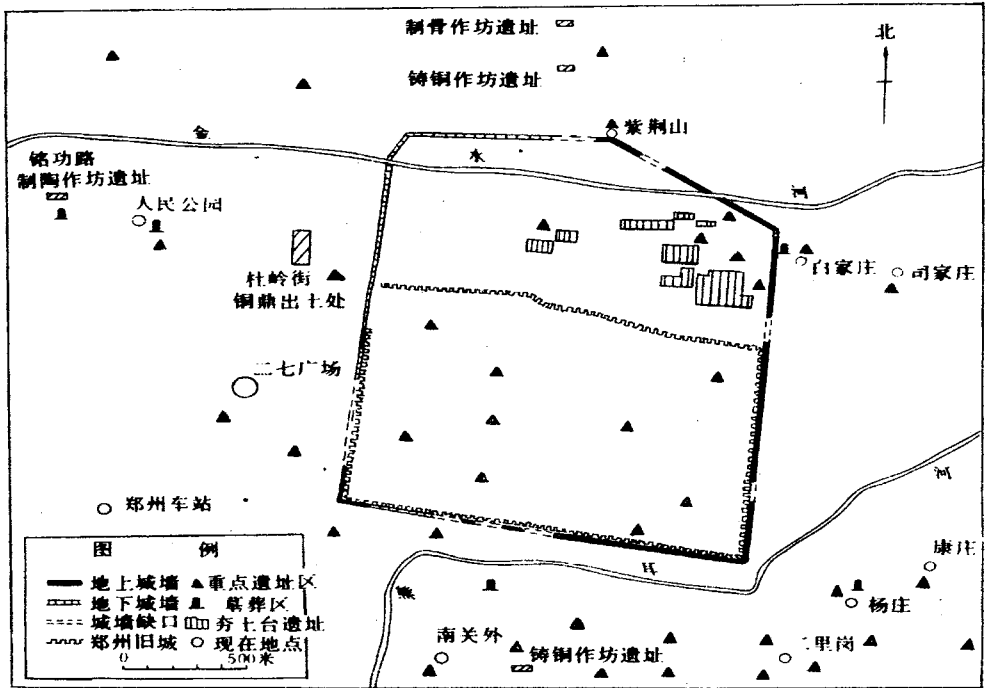 制骨作坊遗址
北
铸铜作坊遗址
紫荆山
金
水
河
铭功路
制陶作坊遗址
人民公园
白家庄
司家庄
杜岭街
铜鼎出土处
二七广场
郑州车站
河
耳
熊
康庄
杨庄
南关外
二里岗
铸铜作坊遗址
图 例
地上城墙 重点遗址区
地下城墙 墓葬区
城墙缺口 夯土台遗址
郑州旧城 现在地点
0 500米